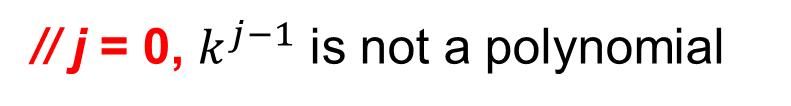 // j = 0, k^{j-1} is not a polynomial